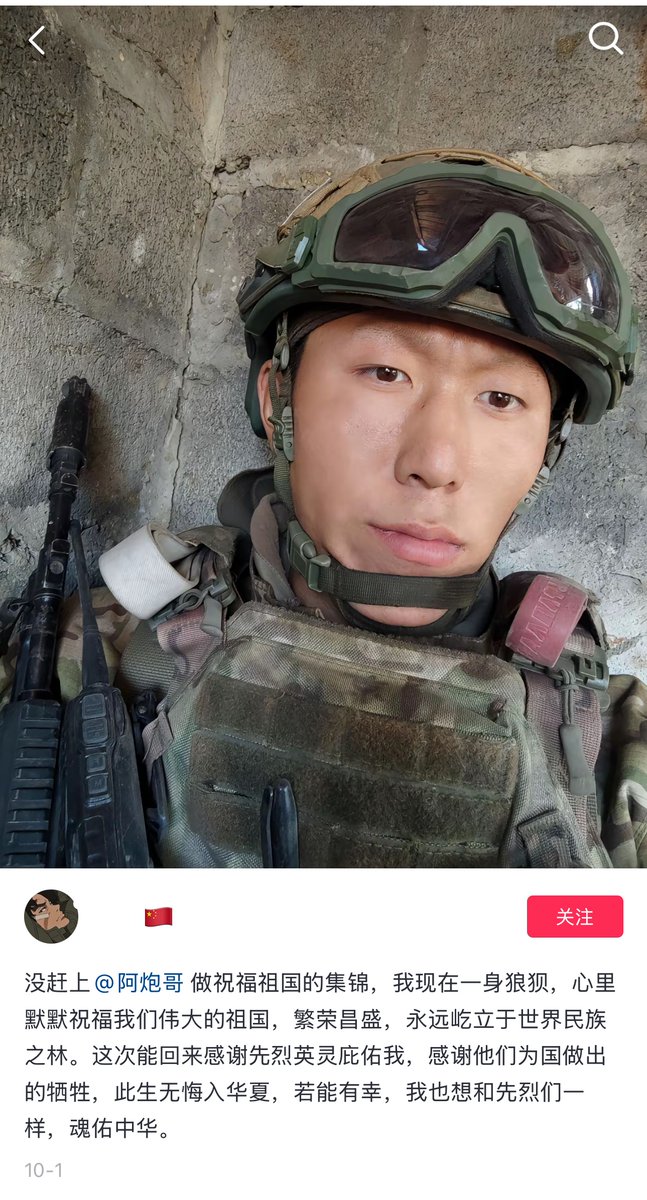 关注
没赶上@阿炮哥 做祝福祖国的集锦，我现在一身狼狈，心里
默默祝福我们伟大的祖国，繁荣昌盛，永远屹立于世界民族
之林。这次能回来感谢先烈英灵庇佑我，感谢他们为国做出
的牺牲，此生无悔入华夏，若能有幸，我也想和先烈们一
样，魂佑中华。
10-1